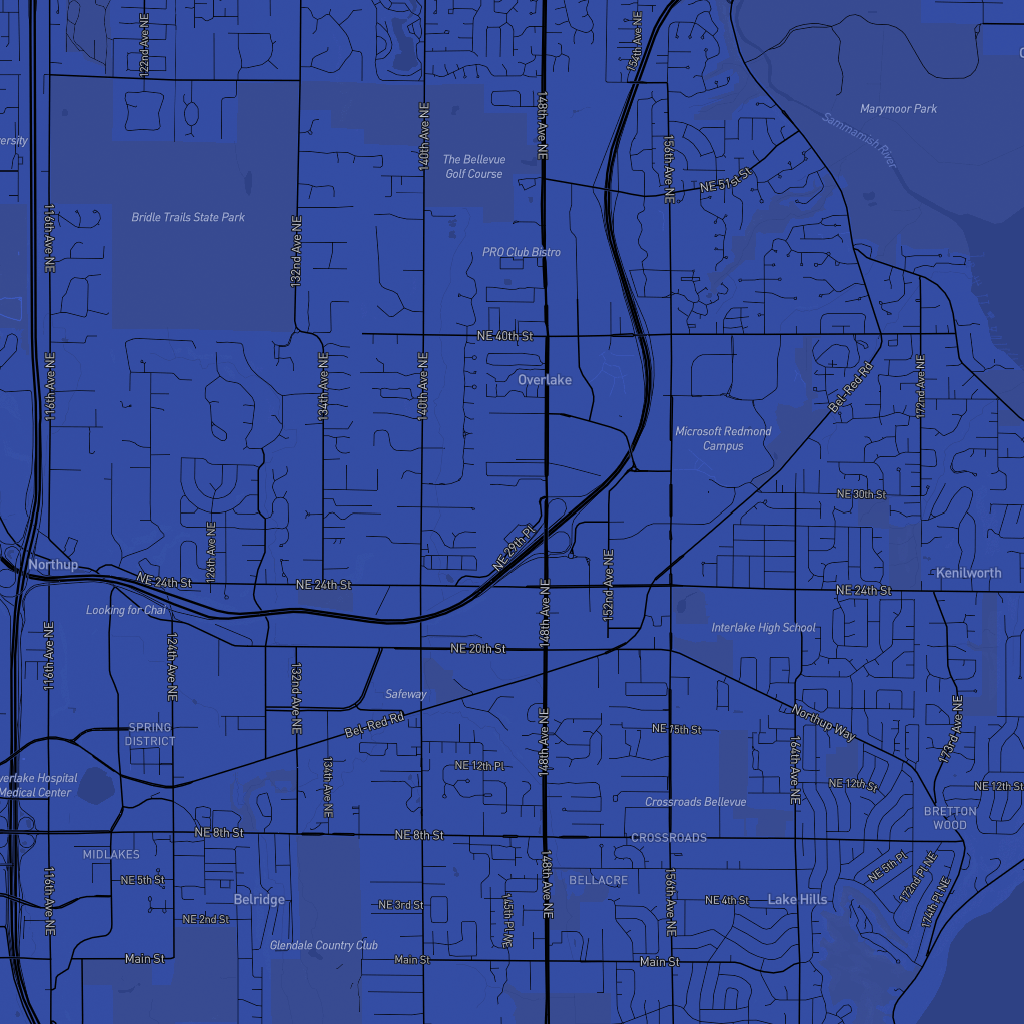 122nd Ave NE
154th Ave NE
148th Ave NE
140th Ave NE
Marymoor Park
Sammamish River
ersity
The Bellevue
Golf Course
156th Ave NE
NE 51st St
Bridle Trails State Park
116th Ave NE
132nd Ave NE
PRO Club Bistro
NE 40th St
116th Ave NE
134th Ave NE
140th Ave NE
Overlake
Bel-Red Rd
172nd Ave NE
Microsoft Redmond
Campus
NE 30th St
126th Ave NE
NE 29th Pl
Northup
NE 24th St
NE 24th St
148th Ave NE
152nd Ave NE
NE 24th St
Kenilworth
Looking for Chai
Interlake High School
116th Ave NE
124th Ave NE
NE 20th St
132nd Ave NE
Safeway
Bel-Red Rd
148th Ave NE
NE 75th St
Northup Way
173rd Ave NE
SPRING
DISTRICT
NE 12th Pl
164th Ave NE
NE 12th St
NE 12th St
verlake Hospital
Medical Center
134th Ave NE
Crossroads Bellevue
BRETTON
WOOD
NE 8th St
NE 8th St
CROSSROADS
MIDLAKES
116th Ave NE
NE 5th St
148th Ave NE
BELLACRE
156th Ave NE
NE 5th Pl
172nd Pl NE
174th Pl NE
Belridge
NE 3rd St
145th Pl NE
NE 4th St
Lake Hills
NE 2nd St
Glendale Country Club
Main St
Main St
Main St